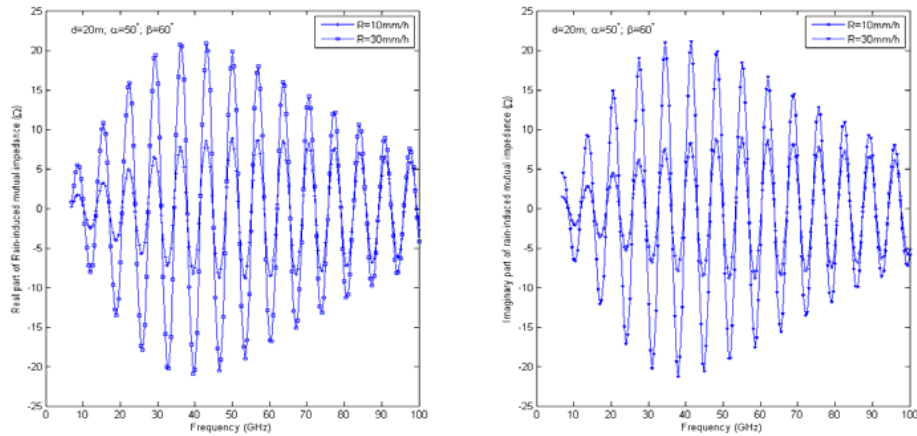 d=20m; α=50°; β=60°
R=10mm/h
R=30mm/h
Real part of Rain-induced mutual impedance (Ω)
25
20
15
10
5
0
-5
-10
-15
-20
-25
0 10 20 30 40 50 60 70 80 90 100
Frequency (GHz)
d=20m; α=50°; β=60°
R=10mm/h
R=30mm/h
Imaginary part of rain-induced mutual impedance (Ω)
25
20
15
10
5
0
-5
-10
-15
-20
-25
0 10 20 30 40 50 60 70 80 90 100
Frequency (GHz)